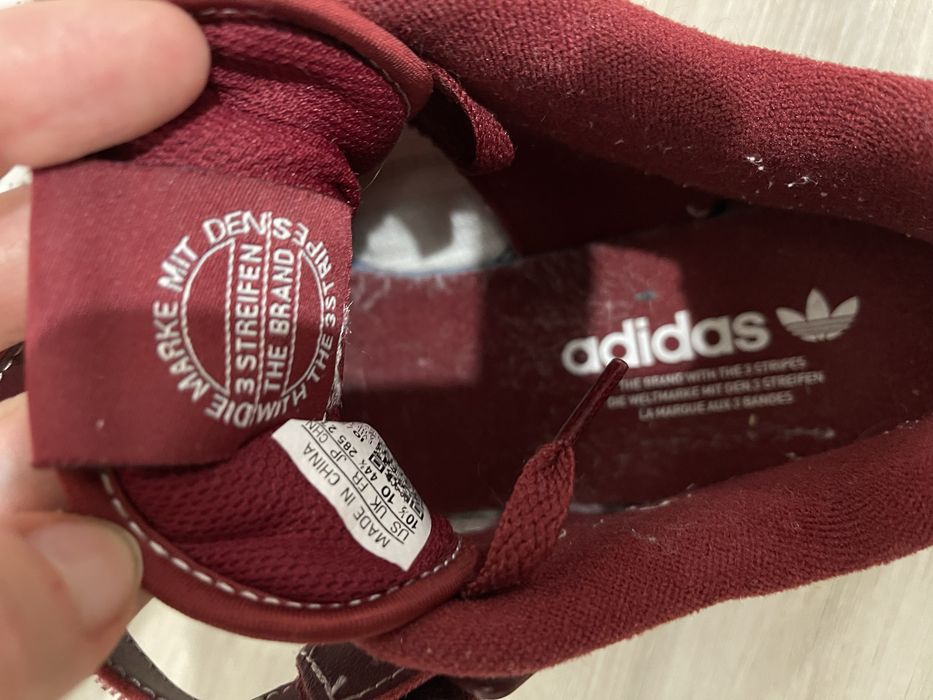 DIE MARKE MIT DEN
3 STREIFEN
THE BRAND
WITH THE 3 STRIPES
MADE IN CHINA
US UK FR JP CHN
10½ 10 44⅔ 285
adidas
THE BRAND WITH THE 3 STRIPES
DIE WELTMARKE MIT DEN 3 STREIFEN
LA MARQUE AUX 3 BANDES